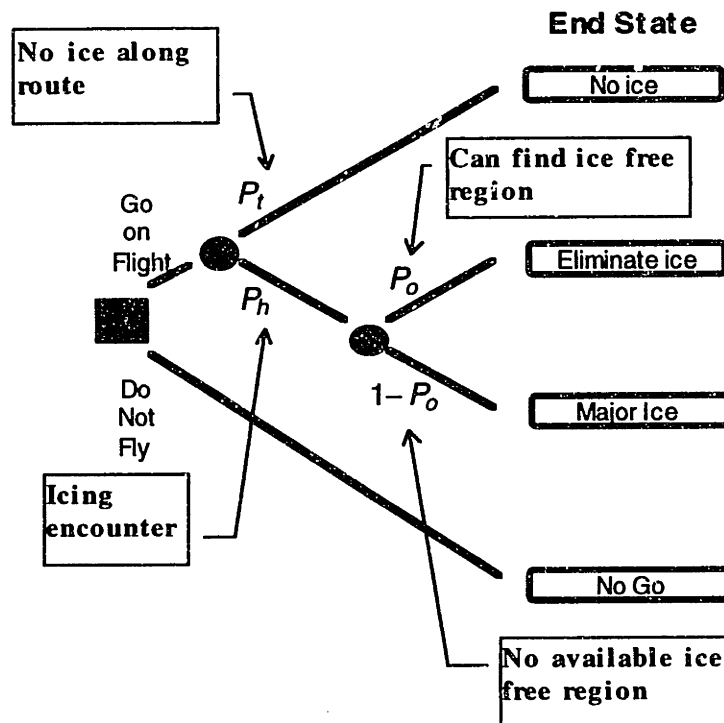 End State
No ice along
route
No ice
Can find ice free
region
P_t
Go
on
Flight
P_o
Eliminate ice
P_h
1 – P_o
Major Ice
Do
Not
Fly
Icing
encounter
No Go
No available ice
free region